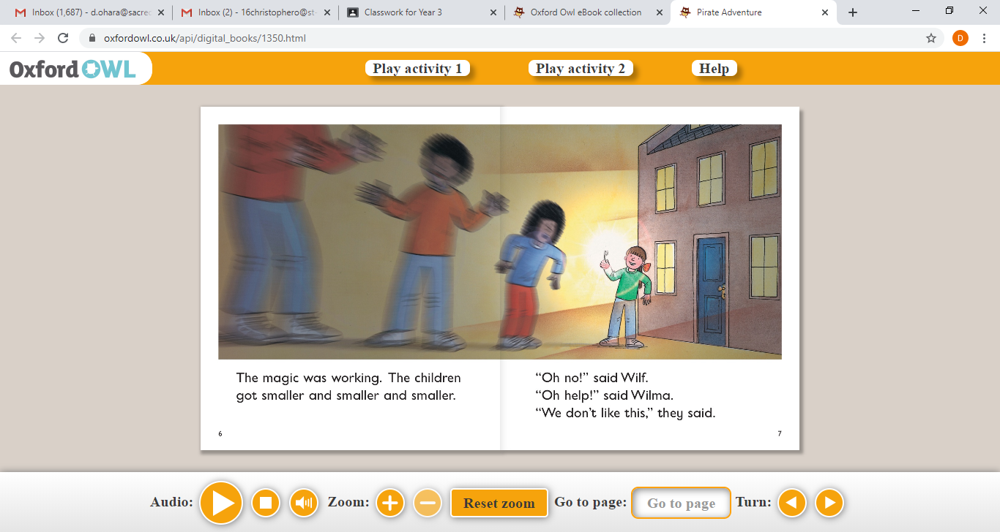 Inbox (1,687) - d.ohara@sacred
Inbox (2) - 16christophero@st-
Classwork for Year 3
Oxford Owl eBook collection
Pirate Adventure
oxfordowl.co.uk/api/digital_books/1350.html
D
Oxford OWL
Play activity 1
Play activity 2
Help
The magic was working. The children
got smaller and smaller and smaller.
6
“Oh no!” said Wilf.
“Oh help!” said Wilma.
“We don’t like this,” they said.
7
Audio:
Zoom:
Reset zoom
Go to page:
Go to page
Turn: